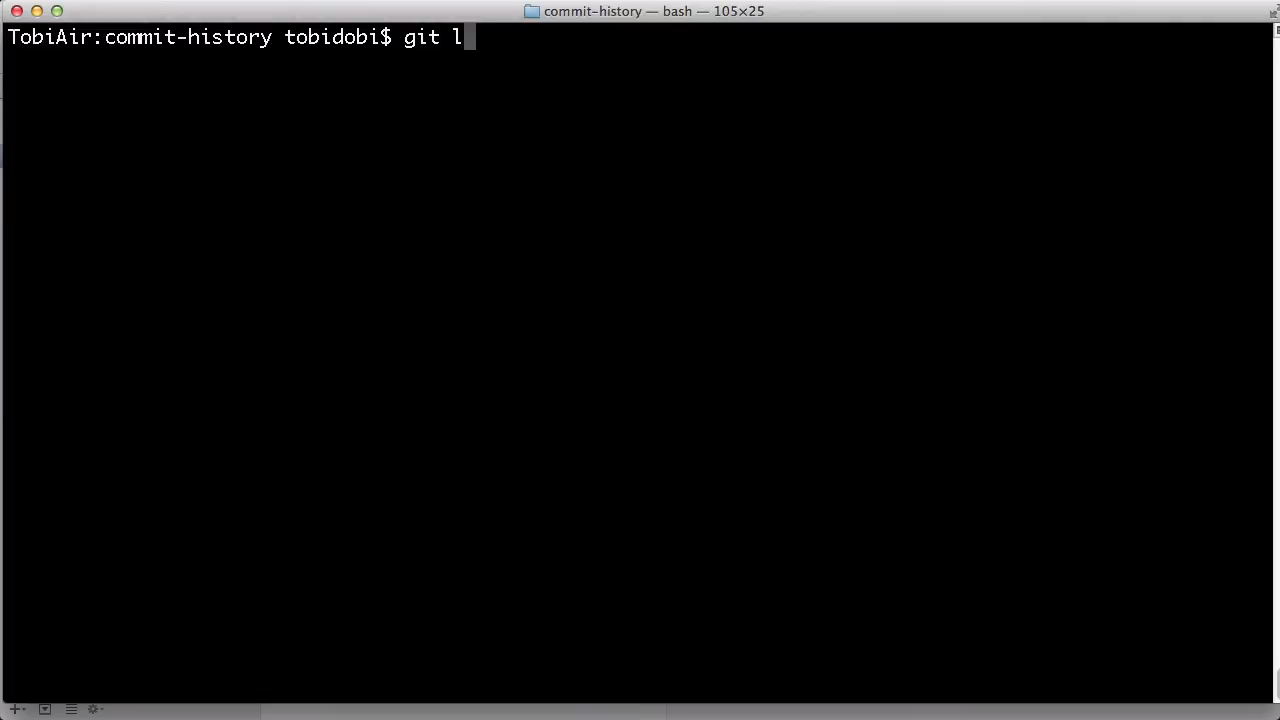 commit-history — bash — 105×25
TobiAir:commit-history tobidobi$ git l